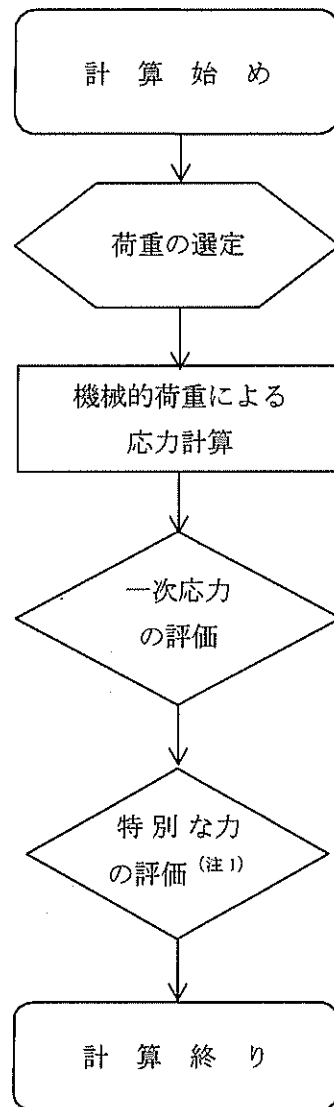 計算始め
荷重の選定
機械的荷重による
応力計算
一次応力
の評価
特別な力
の評価(注1)
計算終り